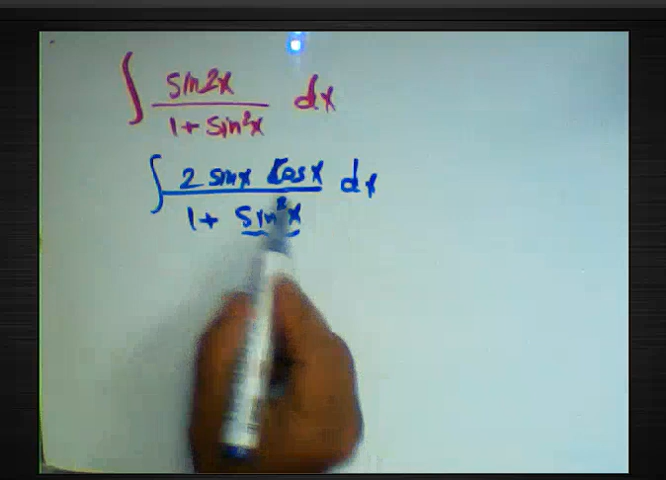 ∫ sin2x / 1 + sin²x dx
∫ 2 sinx cosx / 1 + sin²x dx